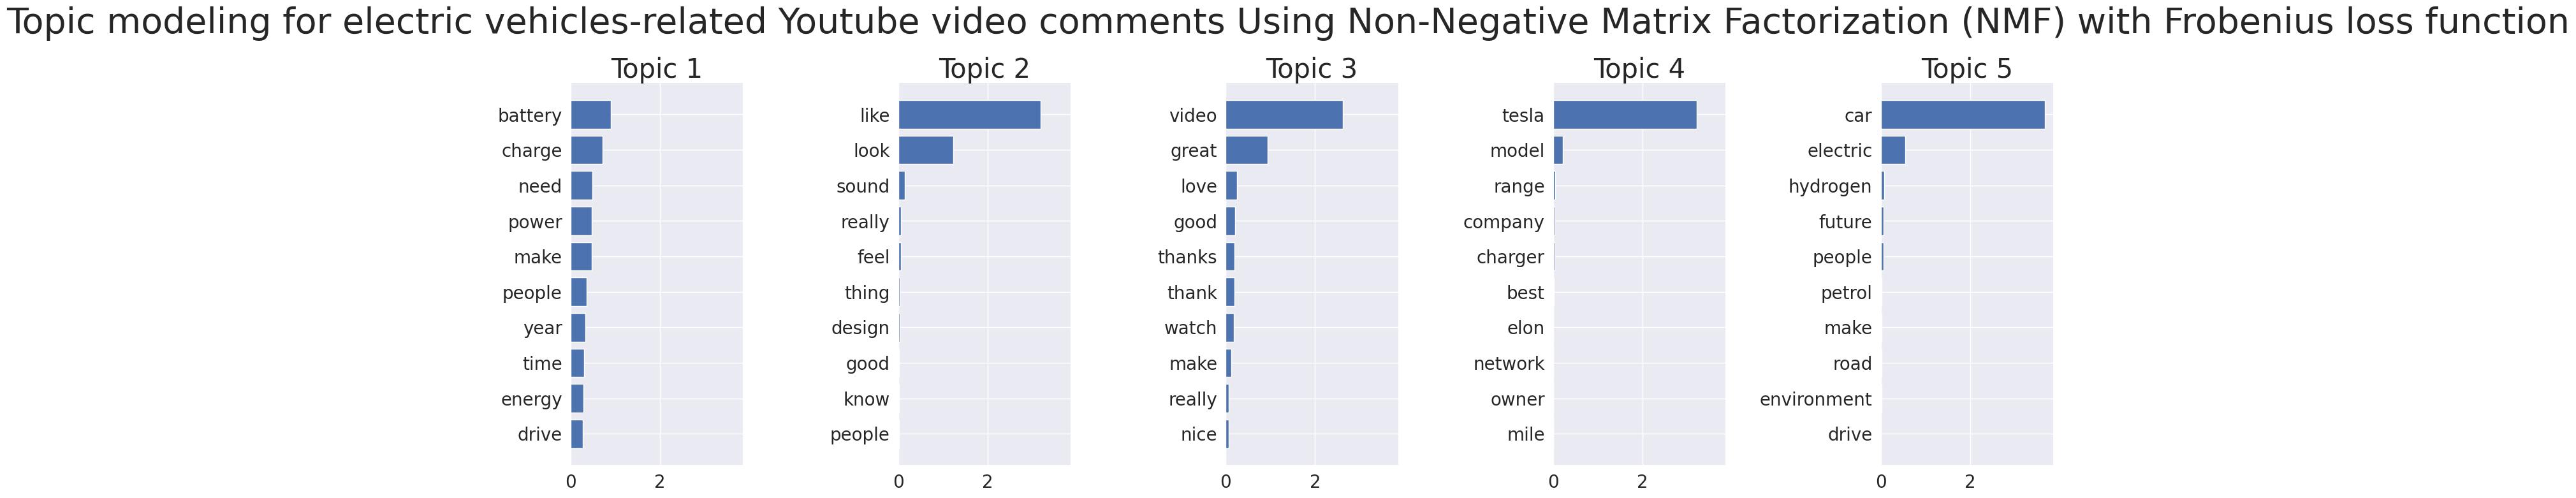 Topic modeling for electric vehicles-related Youtube video comments Using Non-Negative Matrix Factorization (NMF) with Frobenius loss function
Topic 1
battery
charge
need
power
make
people
year
time
energy
drive
0 2
Topic 2
like
look
sound
really
feel
thing
design
good
know
people
0 2
Topic 3
video
great
love
good
thanks
thank
watch
make
really
nice
0 2
Topic 4
tesla
model
range
company
charger
best
elon
network
owner
mile
0 2
Topic 5
car
electric
hydrogen
future
people
petrol
make
road
environment
drive
0 2